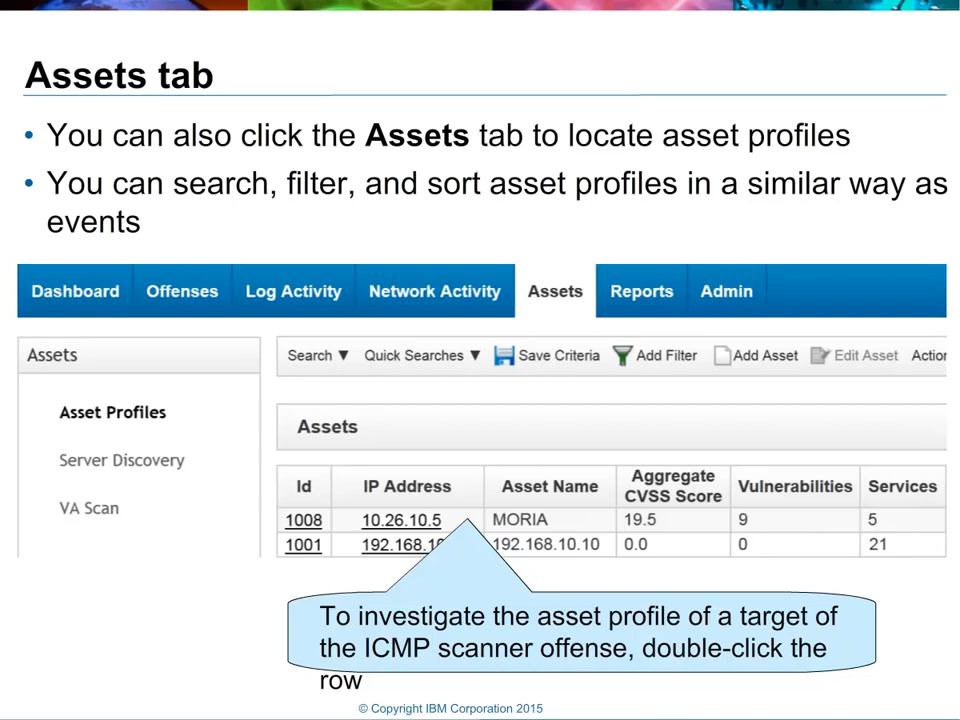 Assets tab
• You can also click the Assets tab to locate asset profiles
• You can search, filter, and sort asset profiles in a similar way as
events
Dashboard Offenses Log Activity Network Activity Assets Reports Admin
Assets
Search ▼ Quick Searches ▼ Save Criteria Add Filter Add Asset Edit Asset
Asset Profiles
Server Discovery
VA Scan
Assets
Id IP Address Asset Name Aggregate CVSS Score Vulnerabilities Services
1008 10.26.10.5 MORIA 19.5 9 5
1001 192.168.10.10 0.0 0 21
To investigate the asset profile of a target of
the ICMP scanner offense, double-click the
row
© Copyright IBM Corporation 2015